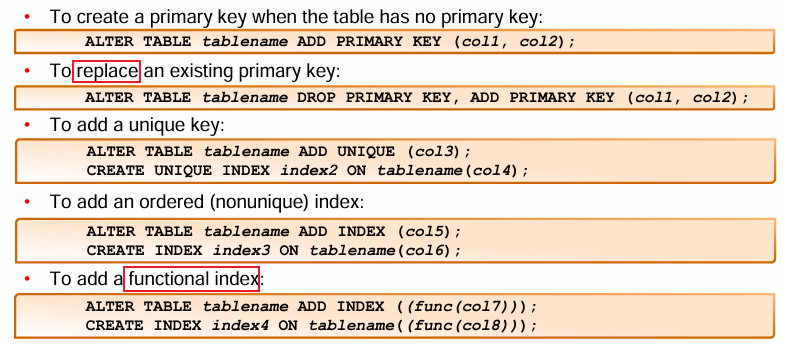 • To create a primary key when the table has no primary key:
ALTER TABLE tablename ADD PRIMARY KEY (col1, col2);
• To replace an existing primary key:
ALTER TABLE tablename DROP PRIMARY KEY, ADD PRIMARY KEY (col1, col2);
• To add a unique key:
ALTER TABLE tablename ADD UNIQUE (col3);
CREATE UNIQUE INDEX index2 ON tablename(col4);
• To add an ordered (nonunique) index:
ALTER TABLE tablename ADD INDEX (col5);
CREATE INDEX index3 ON tablename(col6);
• To add a functional index:
ALTER TABLE tablename ADD INDEX ((func(col7)));
CREATE INDEX index4 ON tablename((func(col8)));